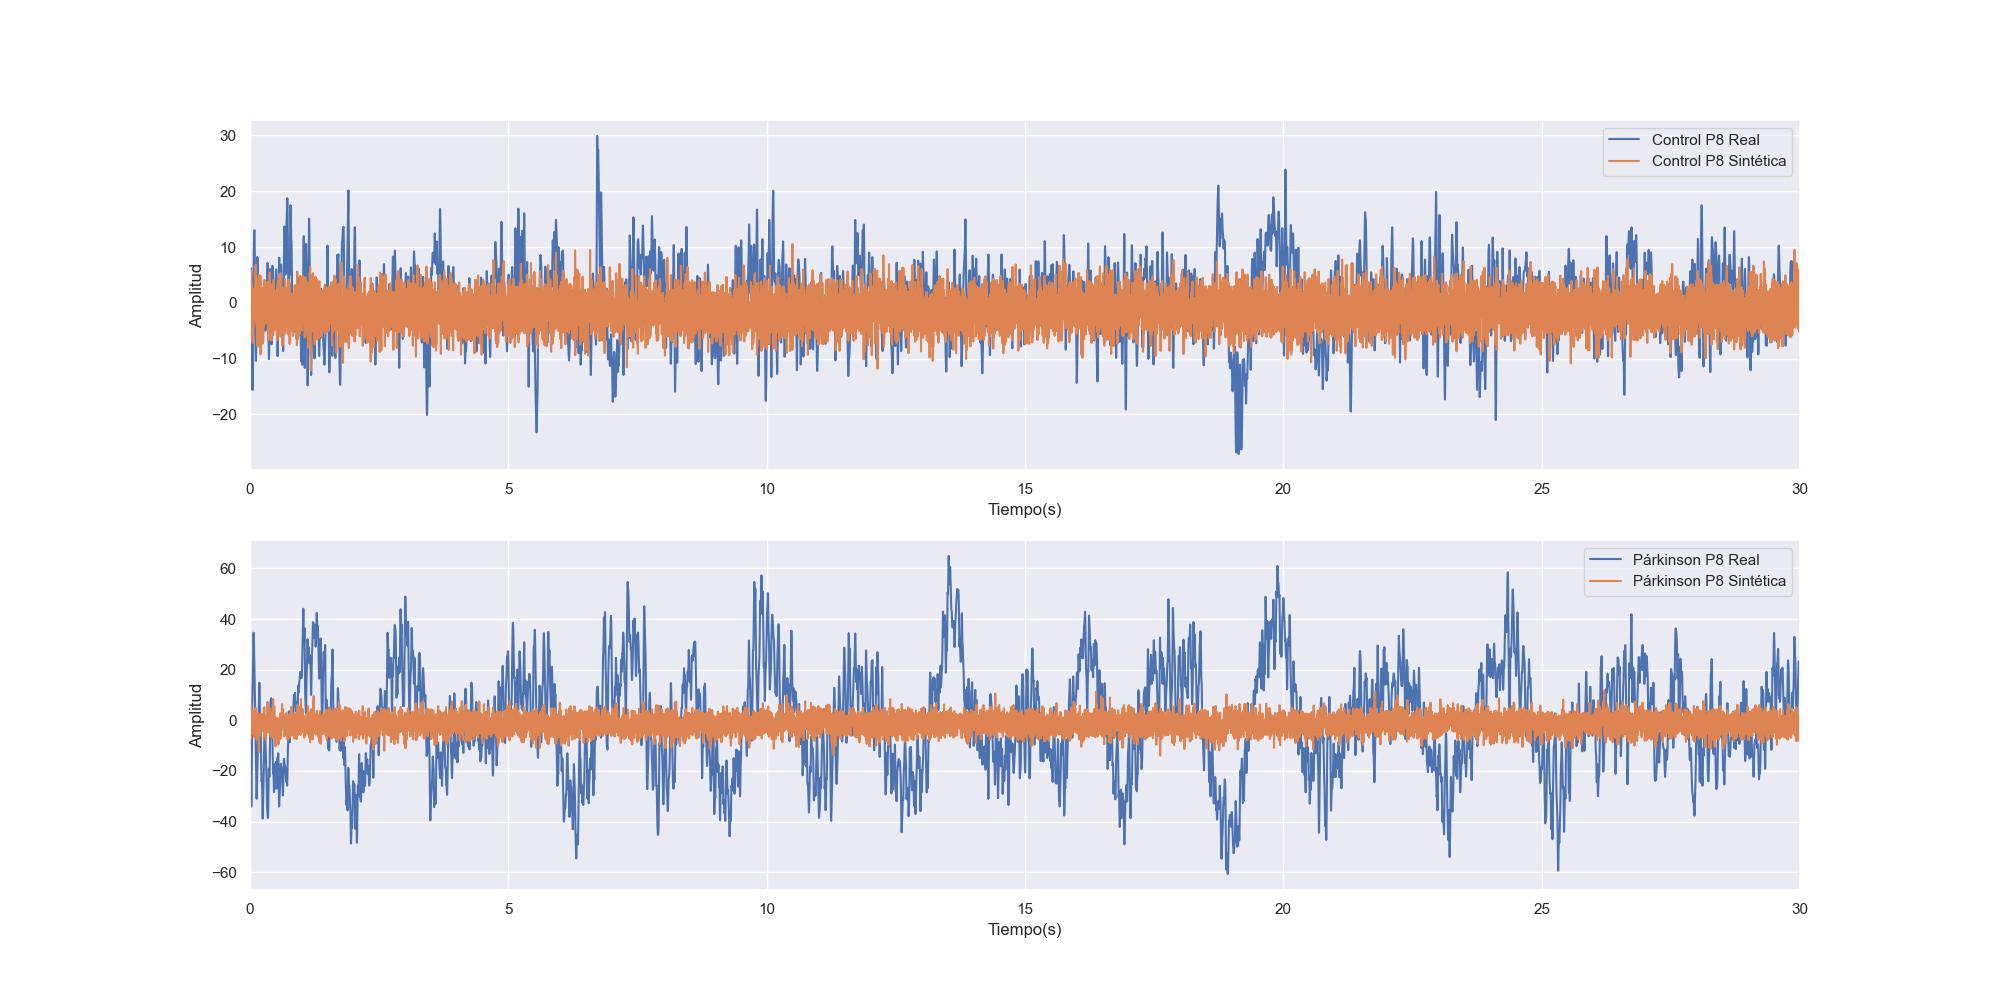 Control P8 Real
Control P8 Sintética
30
20
10
0
−10
−20
Amplitud
0 5 10 15 20 25 30
Tiempo(s)
Párkinson P8 Real
Párkinson P8 Sintética
60
40
20
0
−20
−40
−60
Amplitud
0 5 10 15 20 25 30
Tiempo(s)